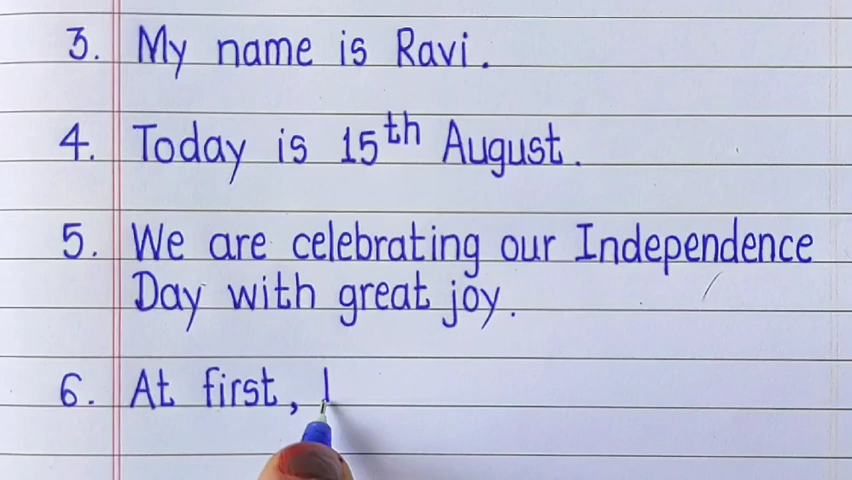 3. My name is Ravi.
4. Today is 15th August.
5. We are celebrating our Independence
Day with great joy.
6. At first,